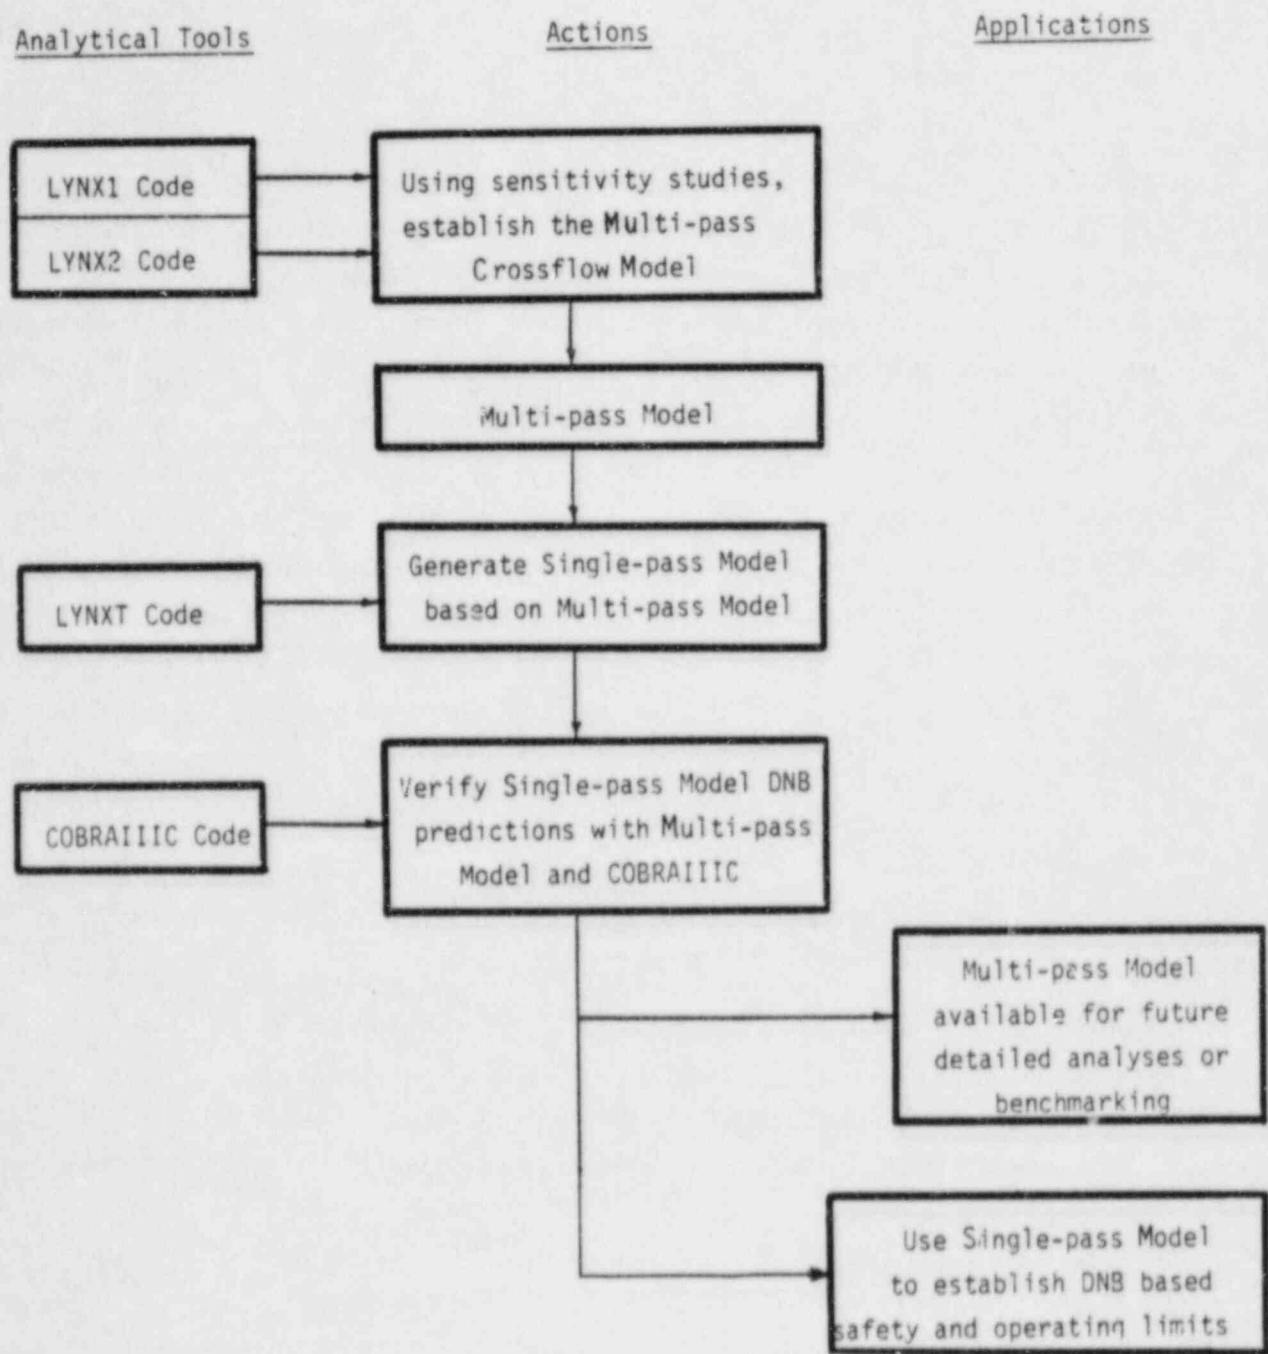 Analytical Tools
Actions
Applications
LYNX1 Code
LYNX2 Code
Using sensitivity studies,
establish the Multi-pass
Crossflow Model
Multi-pass Model
LYNXT Code
Generate Single-pass Model
based on Multi-pass Model
COBRAIIIC Code
Verify Single-pass Model DNB
predictions with Multi-pass
Model and COBRAIIIC
Multi-pass Model
available for future
detailed analyses or
benchmarking
Use Single-pass Model
to establish DNB based
safety and operating limits